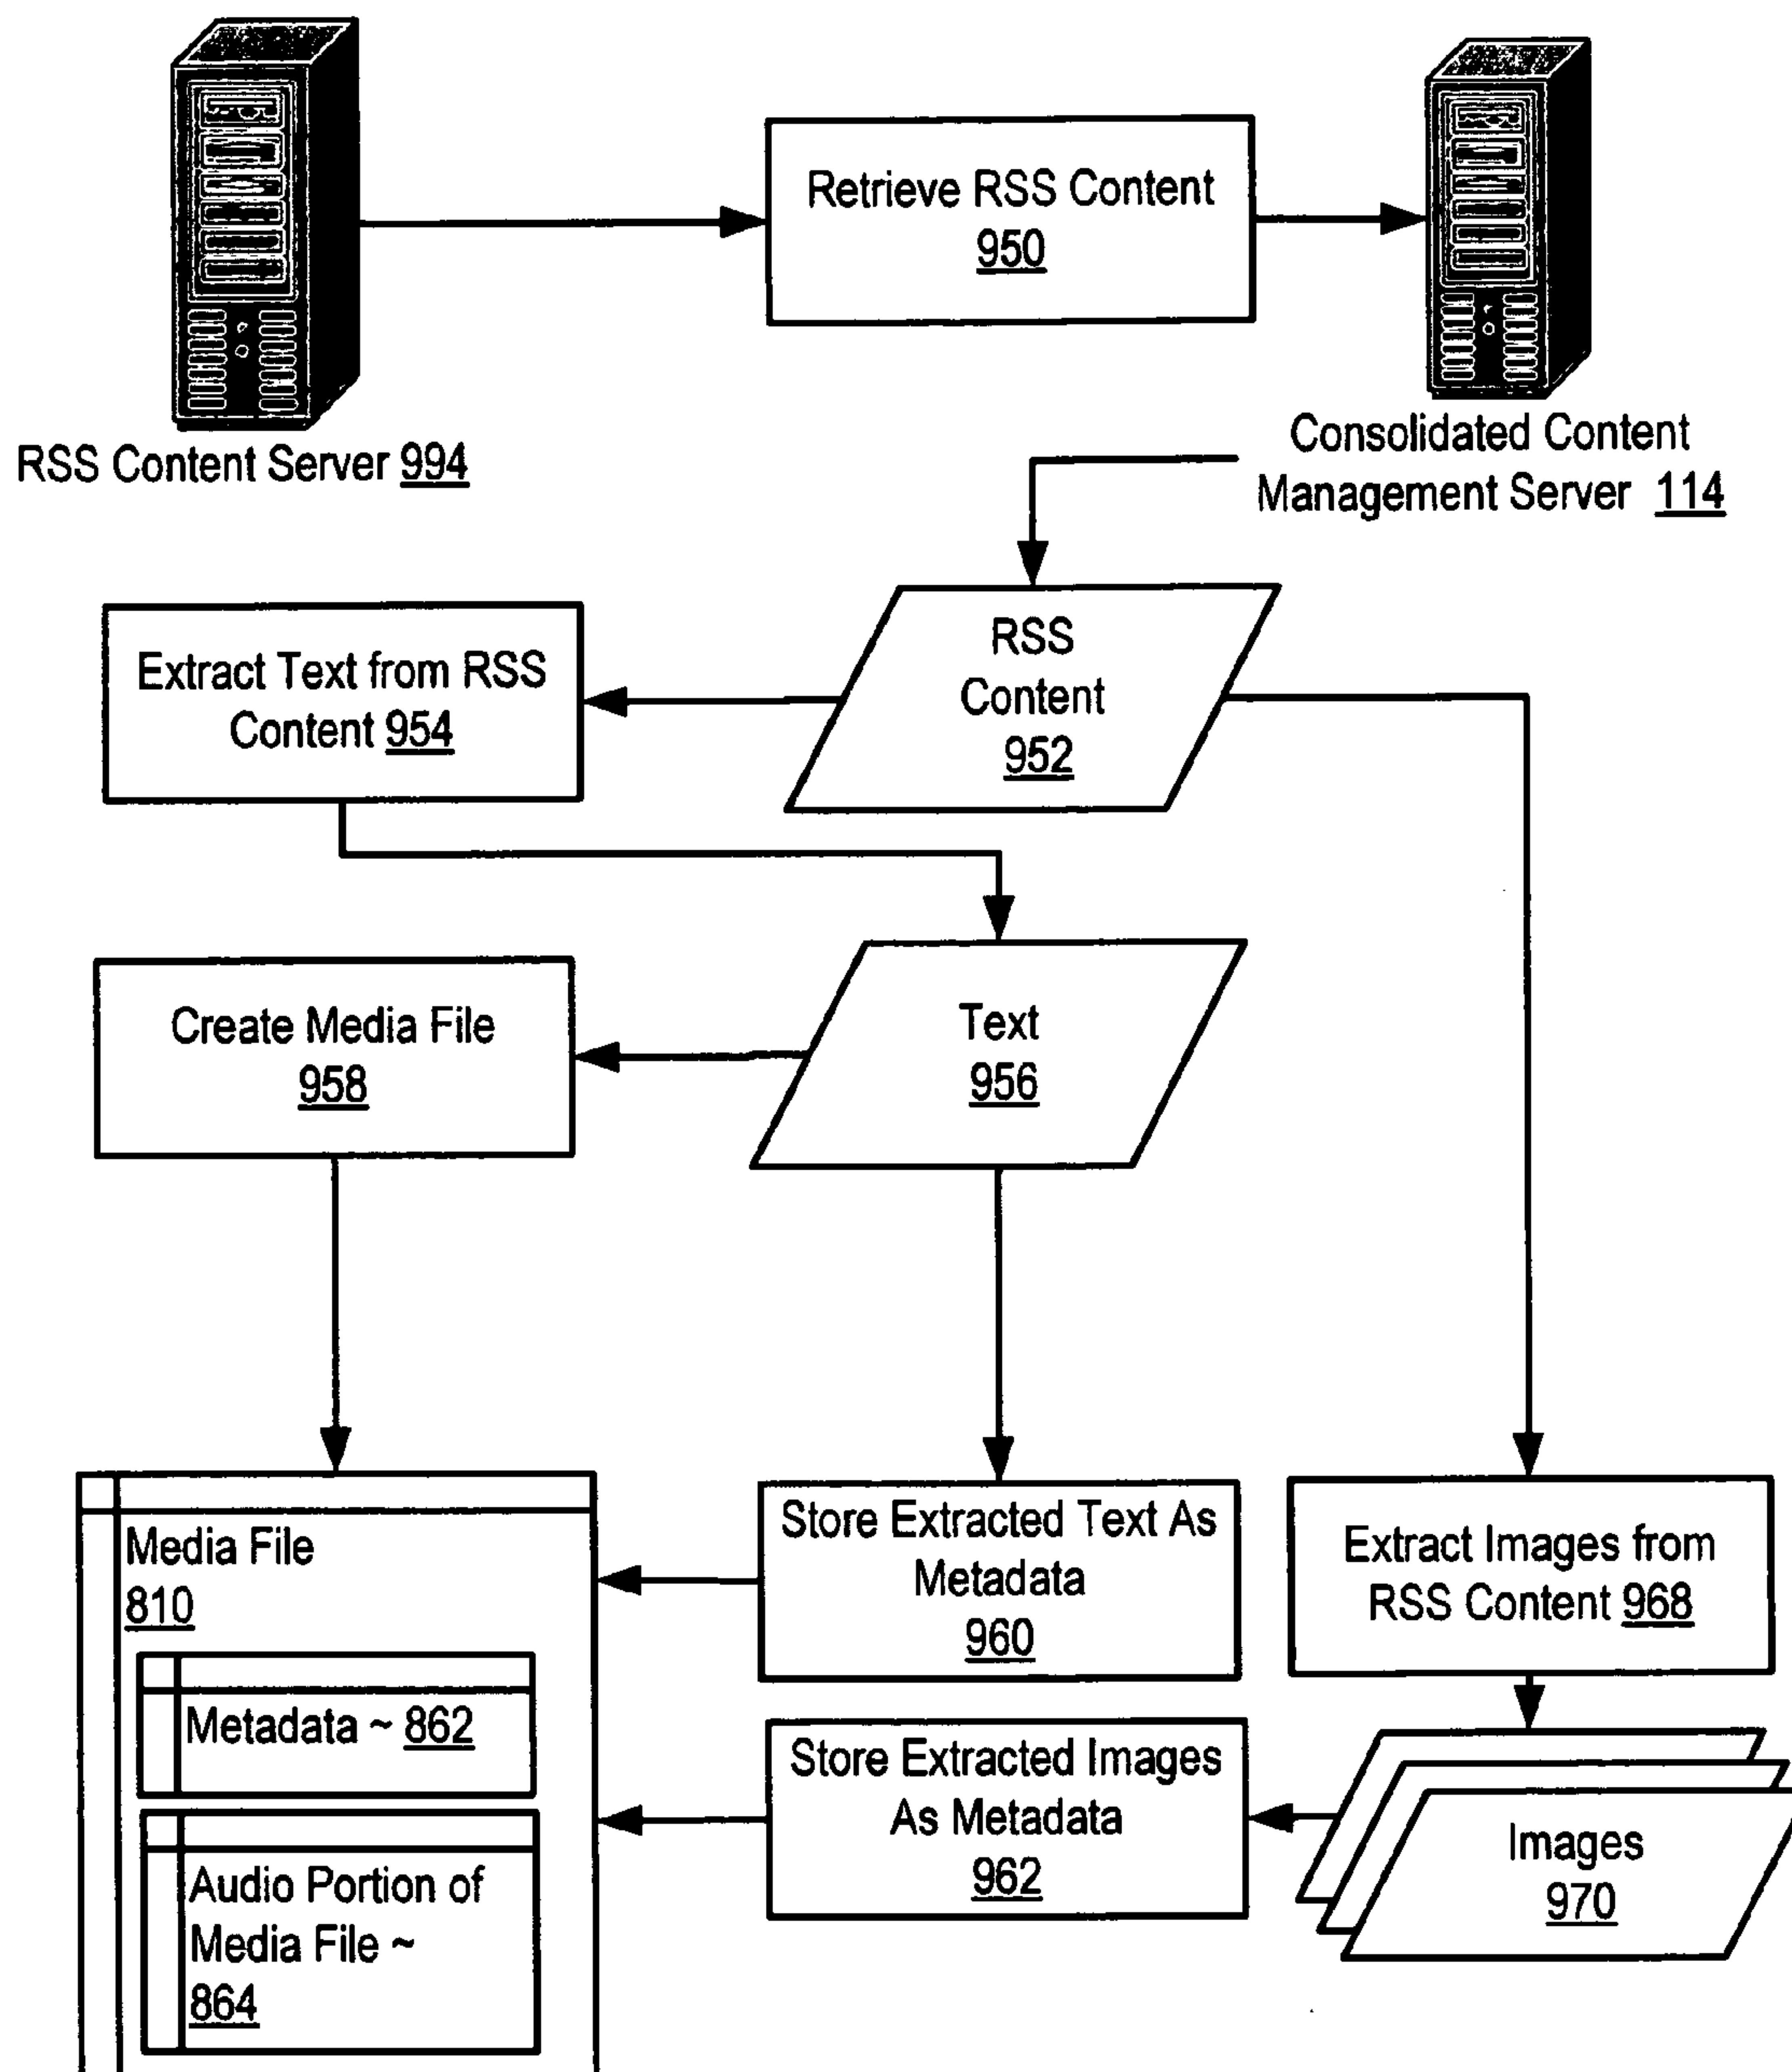 Retrieve RSS Content
950
RSS Content Server 994
Consolidated Content
Management Server 114
RSS
Content
952
Extract Text from RSS
Content 954
Text
956
Create Media File
958
Media File
810
Metadata ~ 862
Audio Portion of
Media File ~
864
Store Extracted Text As
Metadata
960
Extract Images from
RSS Content 968
Store Extracted Images
As Metadata
962
Images
970